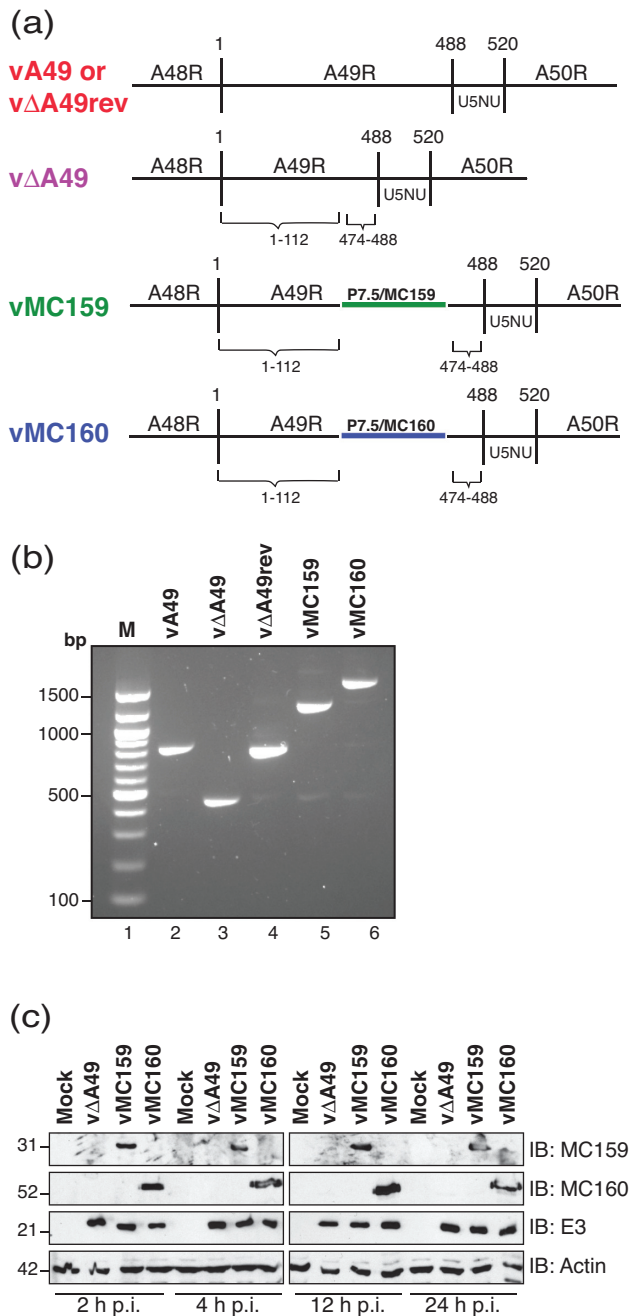 (a)
1 488 520
vA49 or
vΔA49rev
A48R A49R U5NU A50R
1 488 520
vΔA49
A48R A49R U5NU A50R
1-112 474-488
1 488 520
vMC159
A48R A49R P7.5/MC159 U5NU A50R
1-112 474-488
1 488 520
vMC160
A48R A49R P7.5/MC160 U5NU A50R
1-112 474-488
(b)
bp M vA49 vΔA49 vΔA49rev vMC159 vMC160
1500
1000
500
100
1 2 3 4 5 6
(c)
Mock vΔA49 vMC159 vMC160 Mock vΔA49 vMC159 vMC160 Mock vΔA49 vMC159 vMC160 Mock vΔA49 vMC159 vMC160
31 IB: MC159
52 IB: MC160
21 IB: E3
42 IB: Actin
2 h p.i. 4 h p.i. 12 h p.i. 24 h p.i.